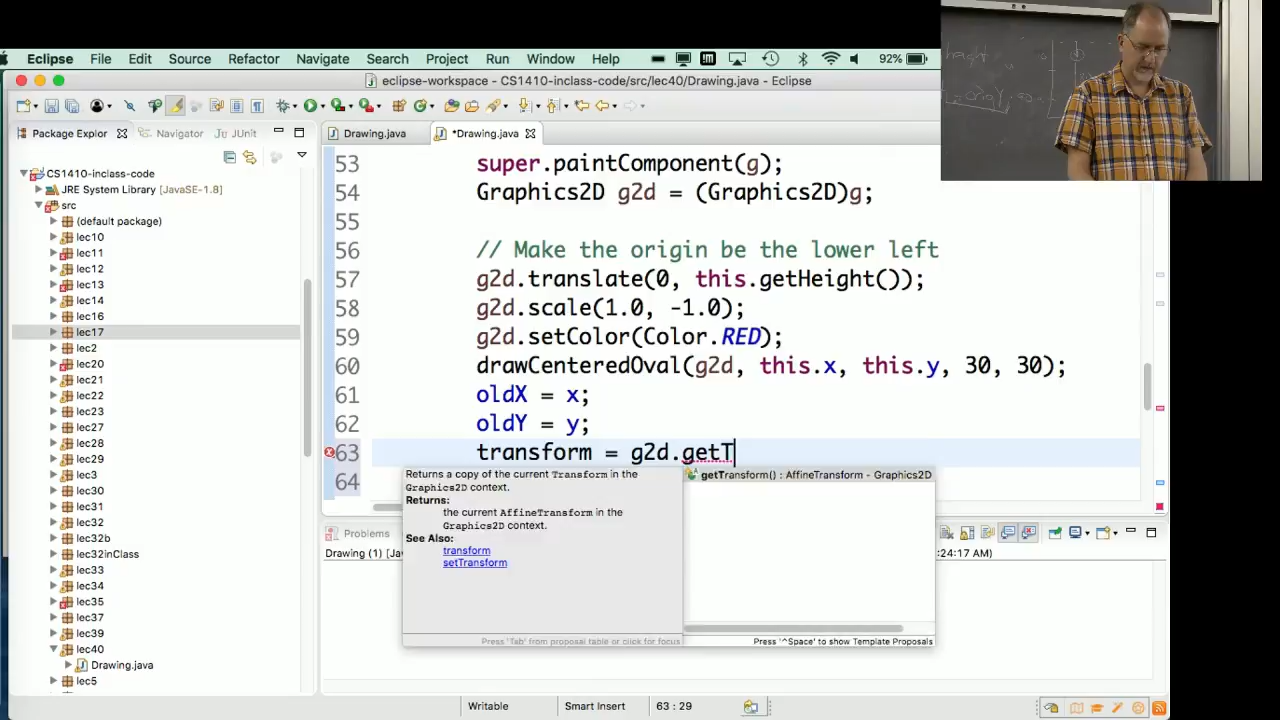 Eclipse File Edit Source Refactor Navigate Search Project Run Window Help 92%
eclipse-workspace - CS1410-inclass-code/src/lec40/Drawing.java - Eclipse
Package Explor Navigator JUnit
Drawing.java *Drawing.java
CS1410-inclass-code
JRE System Library [JavaSE-1.8]
src
(default package)
lec10
lec11
lec12
lec13
lec14
lec16
lec17
lec2
lec20
lec21
lec22
lec23
lec27
lec28
lec29
lec3
lec30
lec31
lec32
lec32b
lec32inClass
lec33
lec34
lec35
lec37
lec39
lec40
Drawing.java
lec5
53 super.paintComponent(g);
54 Graphics2D g2d = (Graphics2D)g;
55
56 // Make the origin be the lower left
57 g2d.translate(0, this.getHeight());
58 g2d.scale(1.0, -1.0);
59 g2d.setColor(Color.RED);
60 drawCenteredOval(g2d, this.x, this.y, 30, 30);
61 oldX = x;
62 oldY = y;
63 transform = g2d.getT
64
Returns a copy of the current Transform in the
Graphics2D context.
Returns:
the current AffineTransform in the
Graphics2D context.
See Also:
transform
setTransform
Press 'Tab' from proposal table or click for focus
getTransform() : AffineTransform - Graphics2D
Press '^Space' to show Template Proposals
Problems
Drawing (1) [Ja
:24:17 AM)
Writable Smart Insert 63 : 29